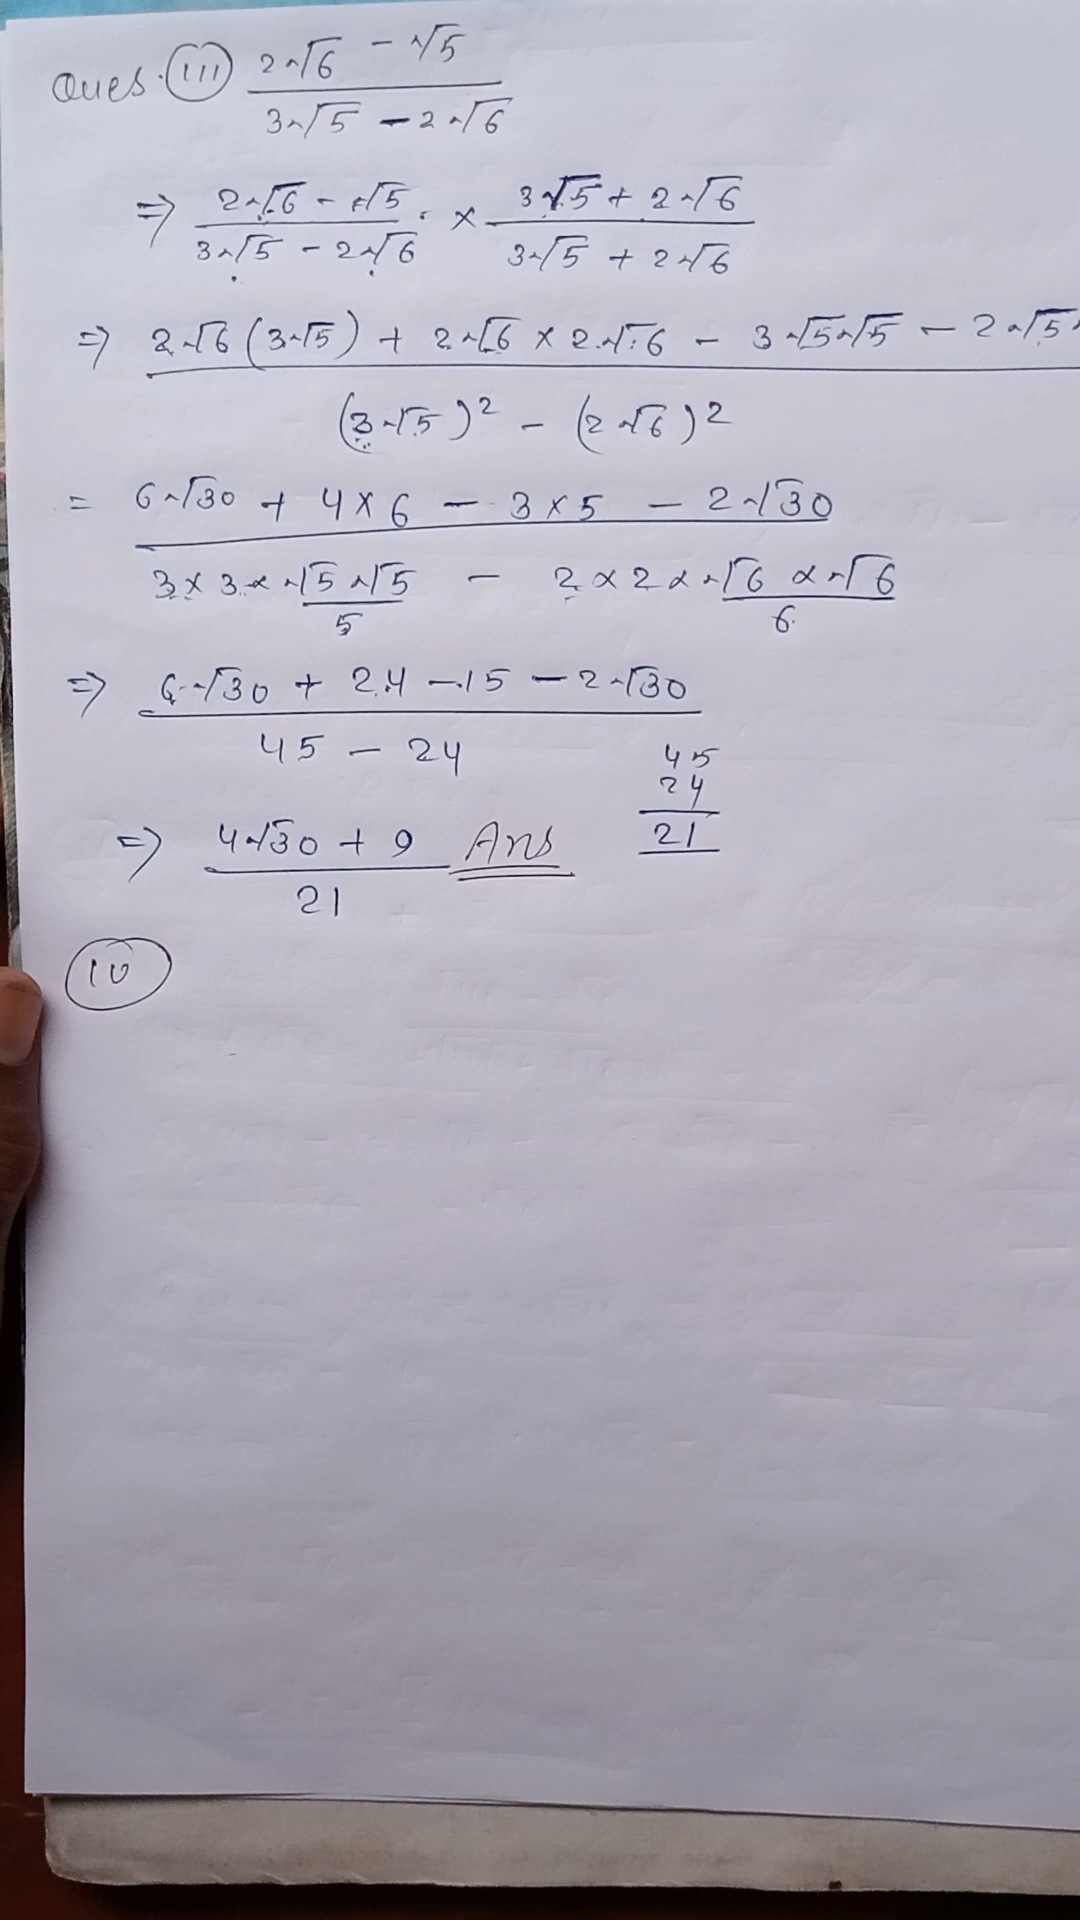 Ques. (iii) (2√6 - √5)/(3√5 - 2√6)
⇒ (2√6 - √5)/(3√5 - 2√6) × (3√5 + 2√6)/(3√5 + 2√6)
⇒ 2√6(3√5) + 2√6 × 2√6 - 3√5√5 - 2√5
(3√5)² - (2√6)²
= 6√30 + 4×6 - 3×5 - 2√30
3×3×√5√5 - 2×2×√6×√6
5 6
⇒ 6√30 + 24 - 15 - 2√30
45 - 24
45
24
21
⇒ (4√30 + 9)/21 Ans
(iv)